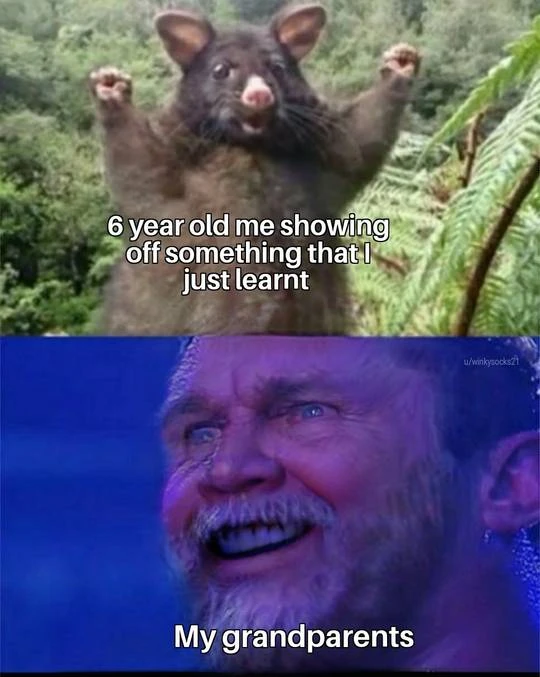 6 year old me showing
off something that I
just learnt
u/winkysocks21
My grandparents